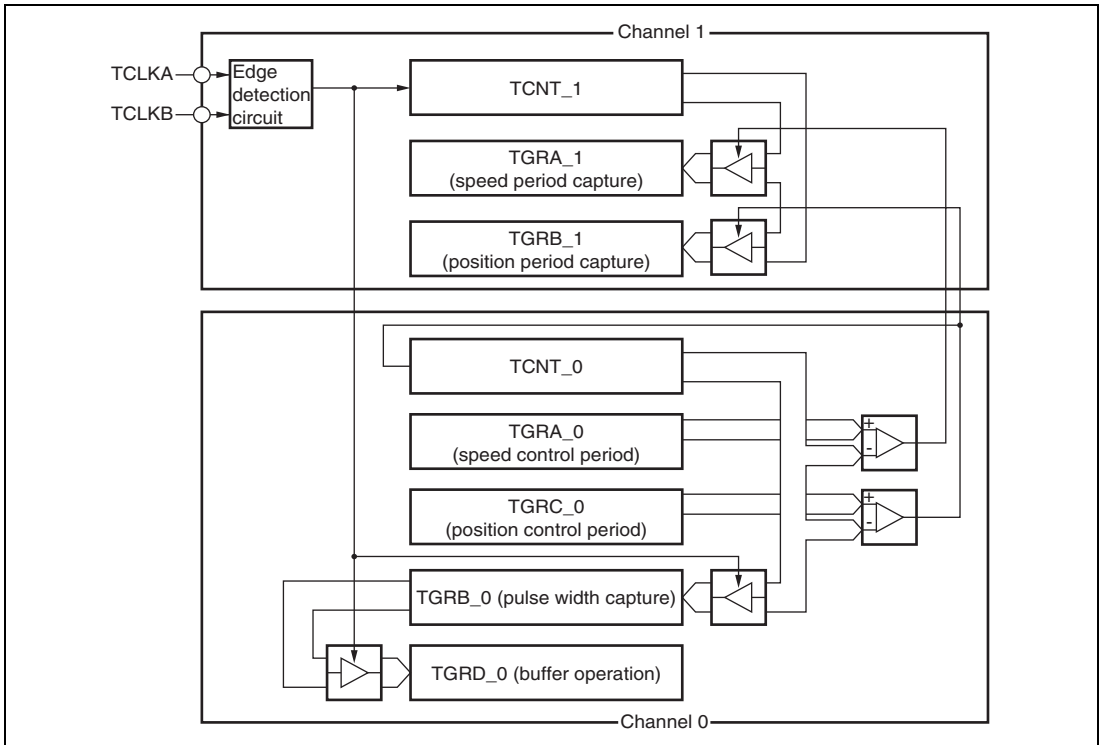 Channel 1
TCLKA
TCLKB
Edge
detection
circuit
TCNT_1
TGRA_1
(speed period capture)
TGRB_1
(position period capture)
TCNT_0
TGRA_0
(speed control period)
+
-
TGRC_0
(position control period)
+
-
TGRB_0 (pulse width capture)
TGRD_0 (buffer operation)
Channel 0